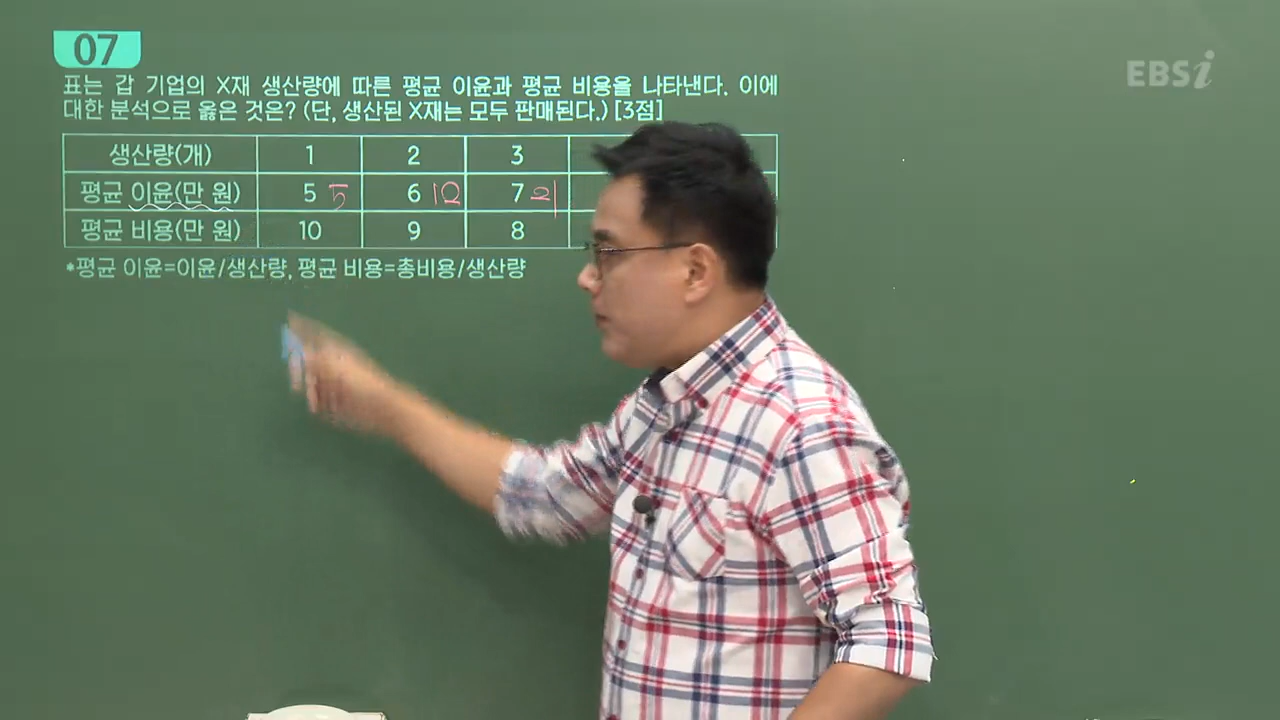 07
EBSi
표는 갑 기업의 X재 생산량에 따른 평균 이윤과 평균 비용을 나타낸다. 이에
대한 분석으로 옳은 것은? (단, 생산된 X재는 모두 판매된다.) [3점]
생산량(개) 1 2 3
평균 이윤(만 원) 5 5 6 12 7 21
평균 비용(만 원) 10 9 8
*평균 이윤=이윤/생산량, 평균 비용=총비용/생산량